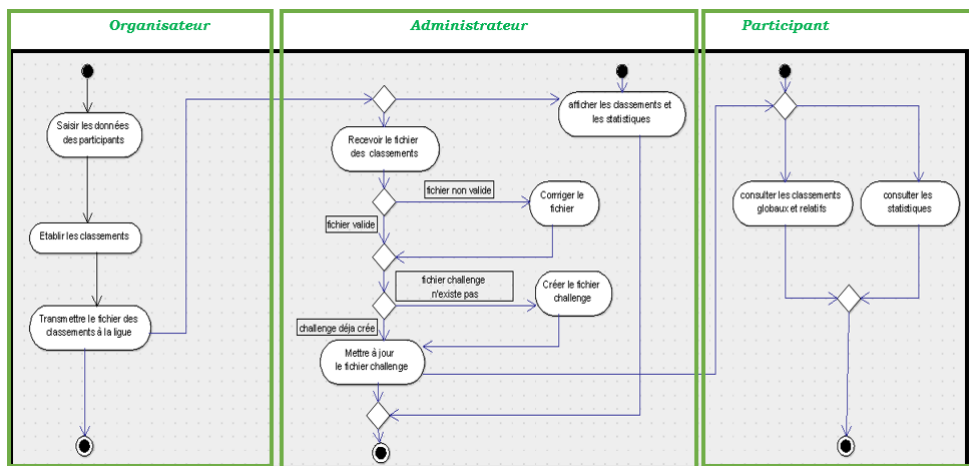 Organisateur
Administrateur
Participant
Saisir les données
des participants
Etablir les classements
Transmettre le fichier des
classements à la ligue
afficher les classements et
les statistiques
Recevoir le fichier
des classements
fichier non valide
Corriger le
fichier
fichier valide
fichier challenge
n'existe pas
Créer le fichier
challenge
challenge déja crée
Mettre à jour
le fichier challenge
consulter les classements
globaux et relatifs
consulter les
statistiques